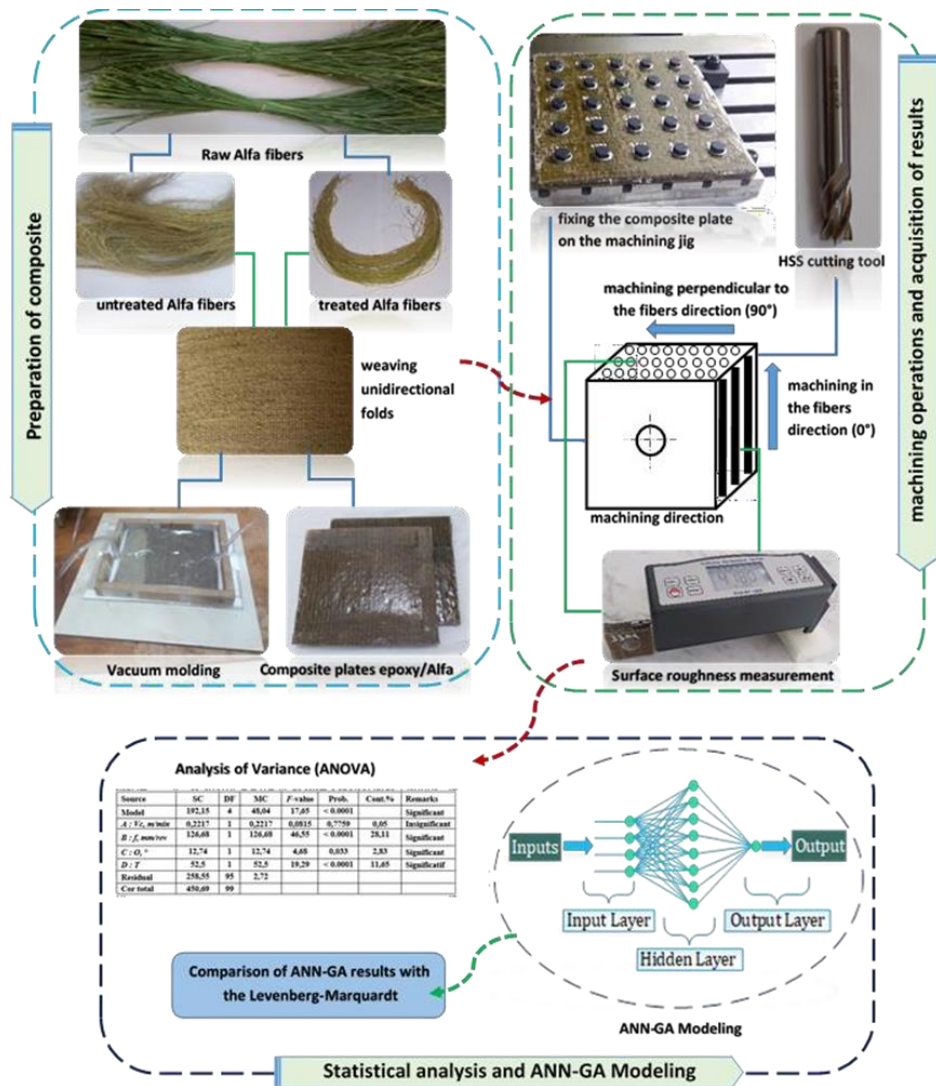 Preparation of composite
Raw Alfa fibers
untreated Alfa fibers
treated Alfa fibers
weaving
unidirectional
folds
Vacuum molding
Composite plates epoxy/Alfa
machining operations and acquisition of results
fixing the composite plate
on the machining jig
HSS cutting tool
machining perpendicular to
the fibers direction (90°)
machining in
the fibers
direction (0°)
machining direction
Surface roughness measurement
Analysis of Variance (ANOVA)
Source SC DF MC F-value Prob. Cont.% Remarks
Model 192,15 4 48,04 17,65 < 0.0001 Significant
A : Vc, m/min 0,2217 1 0,2217 0,0815 0,7759 0,05 Insignificant
B : f, mm/rev 126,68 1 126,68 46,55 < 0.0001 28,11 Significant
C : O, ° 12,74 1 12,74 4,68 0,033 2,83 Significant
D : T 52,5 1 52,5 19,29 < 0.0001 11,65 Significatif
Residual 258,55 95 2,72
Cor total 450,69 99
Inputs
Output
Input Layer
Output Layer
Hidden Layer
ANN-GA Modeling
Comparison of ANN-GA results with
the Levenberg-Marquardt
Statistical analysis and ANN-GA Modeling